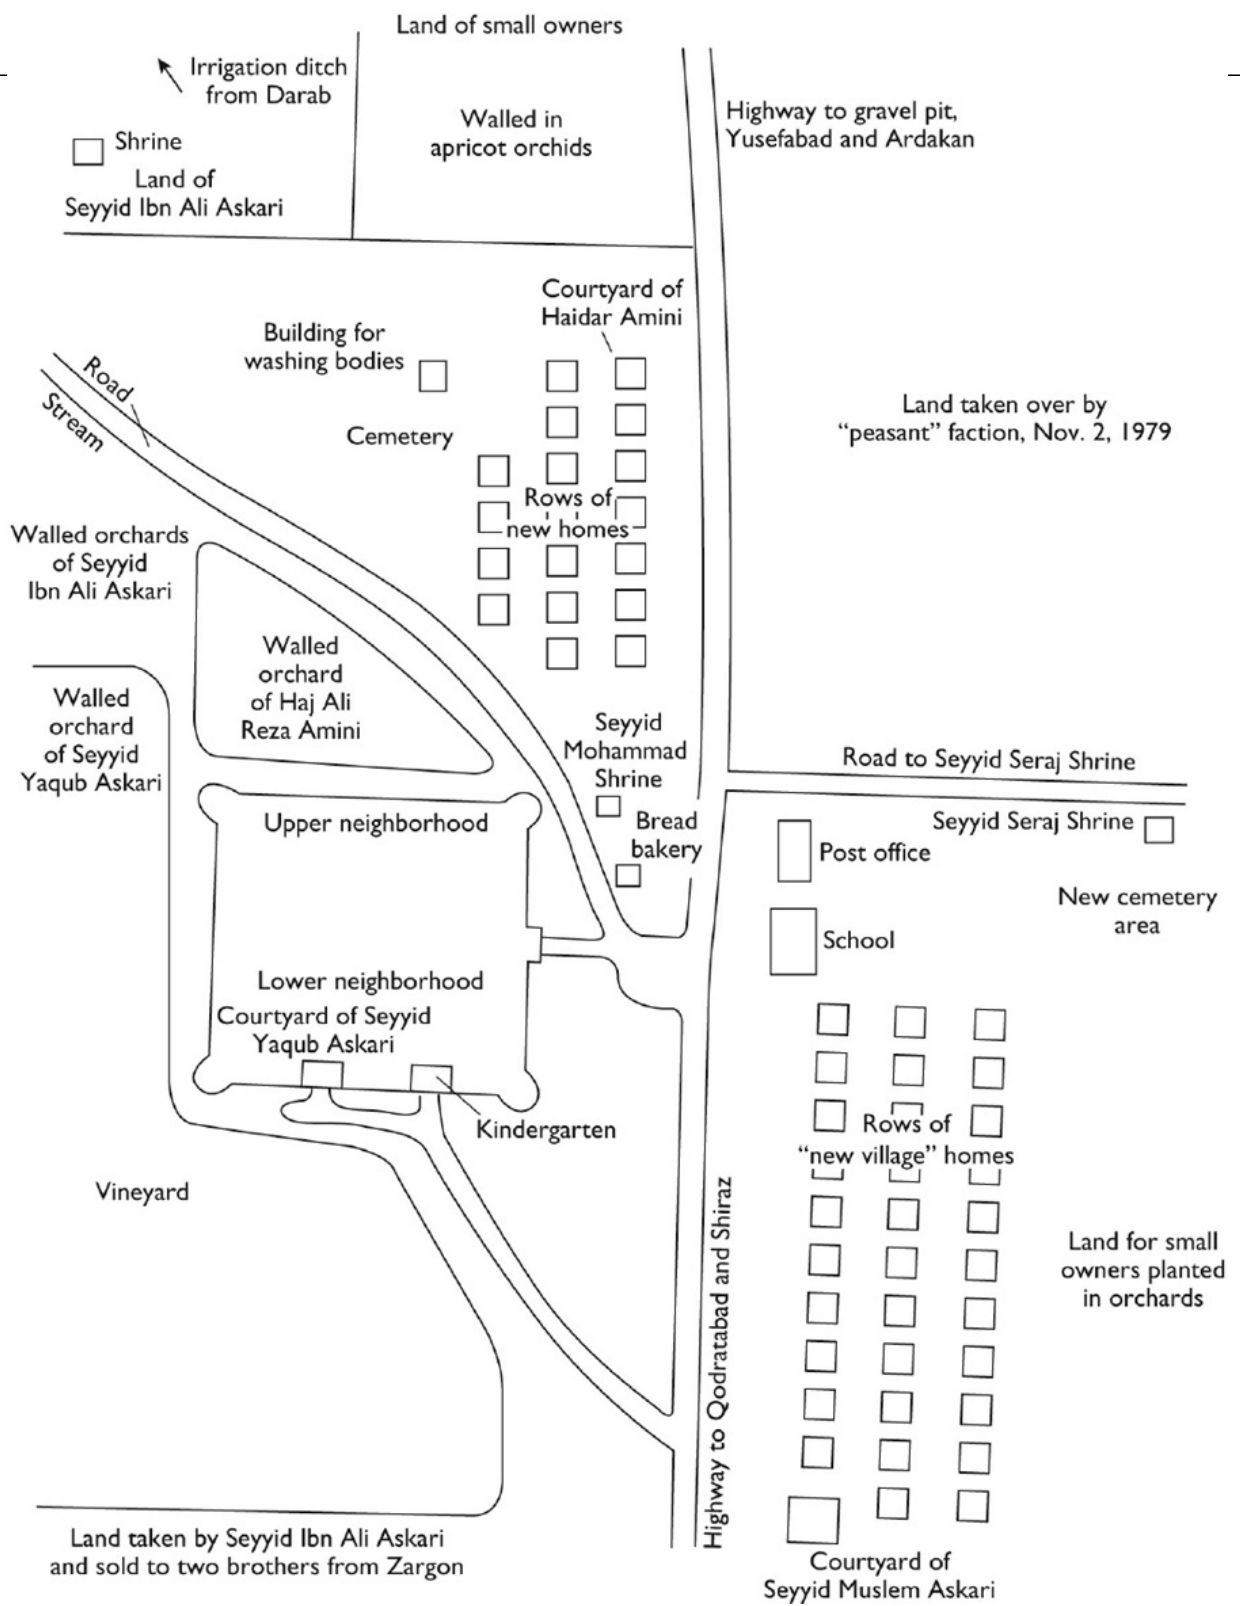 Land of small owners
Irrigation ditch
from Darab
Walled in
apricot orchids
Highway to gravel pit,
Yusefabad and Ardakan
Shrine
Land of
Seyyid Ibn Ali Askari
Courtyard of
Haidar Amini
Building for
washing bodies
Road
Stream
Cemetery
Land taken over by
“peasant” faction, Nov. 2, 1979
Rows of
new homes
Walled orchards
of Seyyid
Ibn Ali Askari
Walled
orchard
of Haj Ali
Reza Amini
Walled
orchard
of Seyyid
Yaqub Askari
Seyyid
Mohammad
Shrine
Road to Seyyid Seraj Shrine
Upper neighborhood
Bread
bakery
Seyyid Seraj Shrine
Post office
New cemetery
area
School
Lower neighborhood
Courtyard of Seyyid
Yaqub Askari
Kindergarten
Rows of
“new village” homes
Vineyard
Highway to Qodratabad and Shiraz
Land for small
owners planted
in orchards
Land taken by Seyyid Ibn Ali Askari
and sold to two brothers from Zargon
Courtyard of
Seyyid Muslem Askari